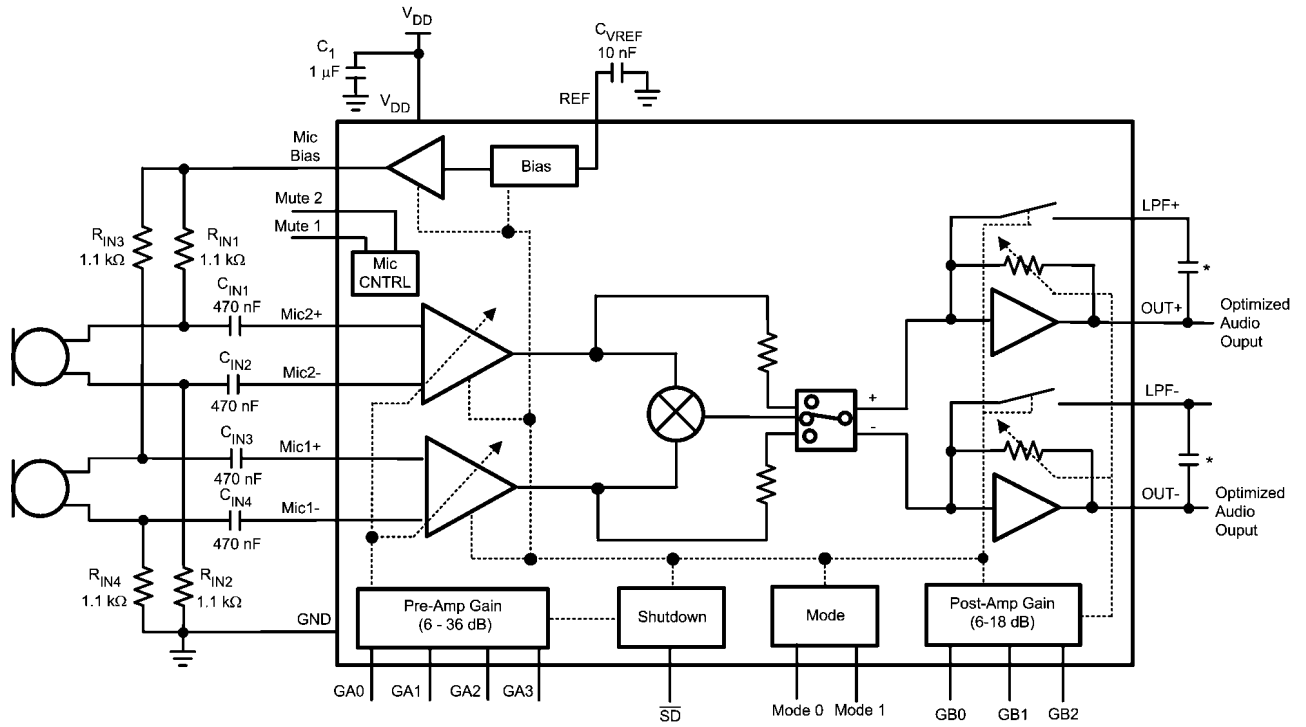 V_DD
C_VREF
10 nF
C_1
1 μF
V_DD
REF
Mic
Bias
Bias
Mute 2
Mute 1
Mic
CNTRL
LPF+
*
R_IN3
1.1 kΩ
R_IN1
1.1 kΩ
C_IN1
470 nF
Mic2+
OUT+
Optimized
Audio
Ouput
C_IN2
470 nF
Mic2-
+
-
LPF-
*
C_IN3
470 nF
Mic1+
C_IN4
470 nF
Mic1-
OUT-
Optimized
Audio
Ouput
R_IN4
1.1 kΩ
R_IN2
1.1 kΩ
GND
Pre-Amp Gain
(6 - 36 dB)
Shutdown
Mode
Post-Amp Gain
(6-18 dB)
GA0 GA1 GA2 GA3
SD
Mode 0 Mode 1
GB0 GB1 GB2